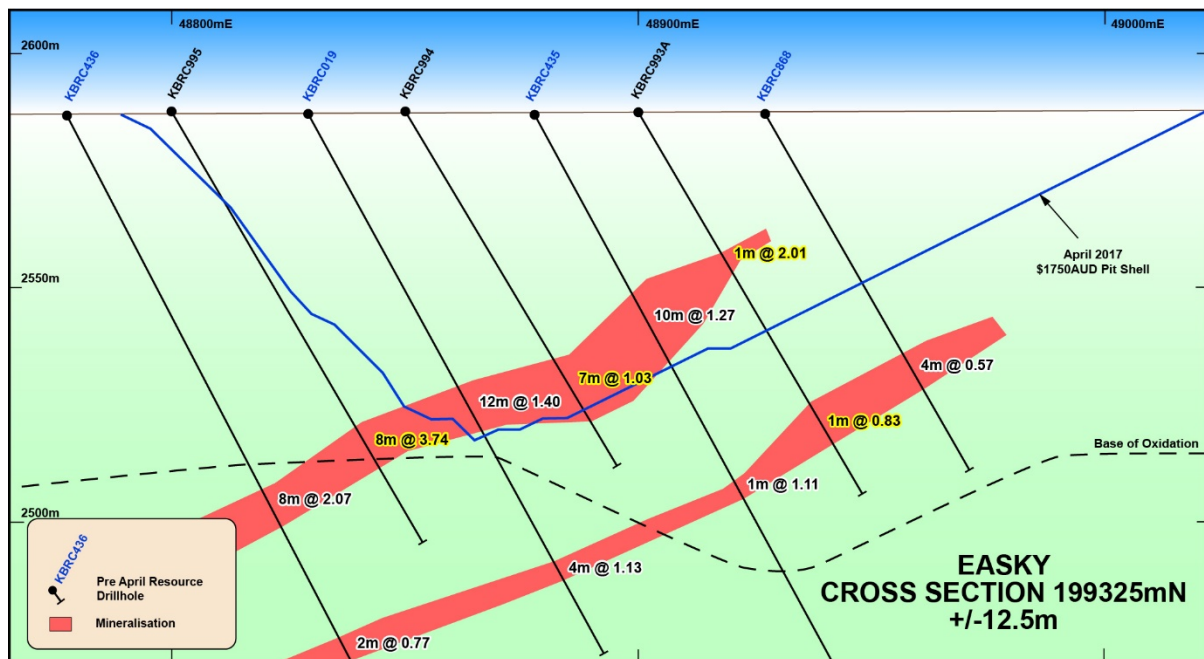 48800mE
48900mE
49000mE
2600m
KBRC436
KBRC995
KBRC019
KBRC994
KBRC435
KBRC993A
KBRC868
1m @ 2.01
April 2017
$1750AUD Pit Shell
2550m
10m @ 1.27
7m @ 1.03
4m @ 0.57
12m @ 1.40
1m @ 0.83
8m @ 3.74
Base of Oxidation
8m @ 2.07
1m @ 1.11
2500m
4m @ 1.13
2m @ 0.77
KBRC436
Pre April Resource
Drillhole
Mineralisation
EASKY
CROSS SECTION 199325mN
+/-12.5m